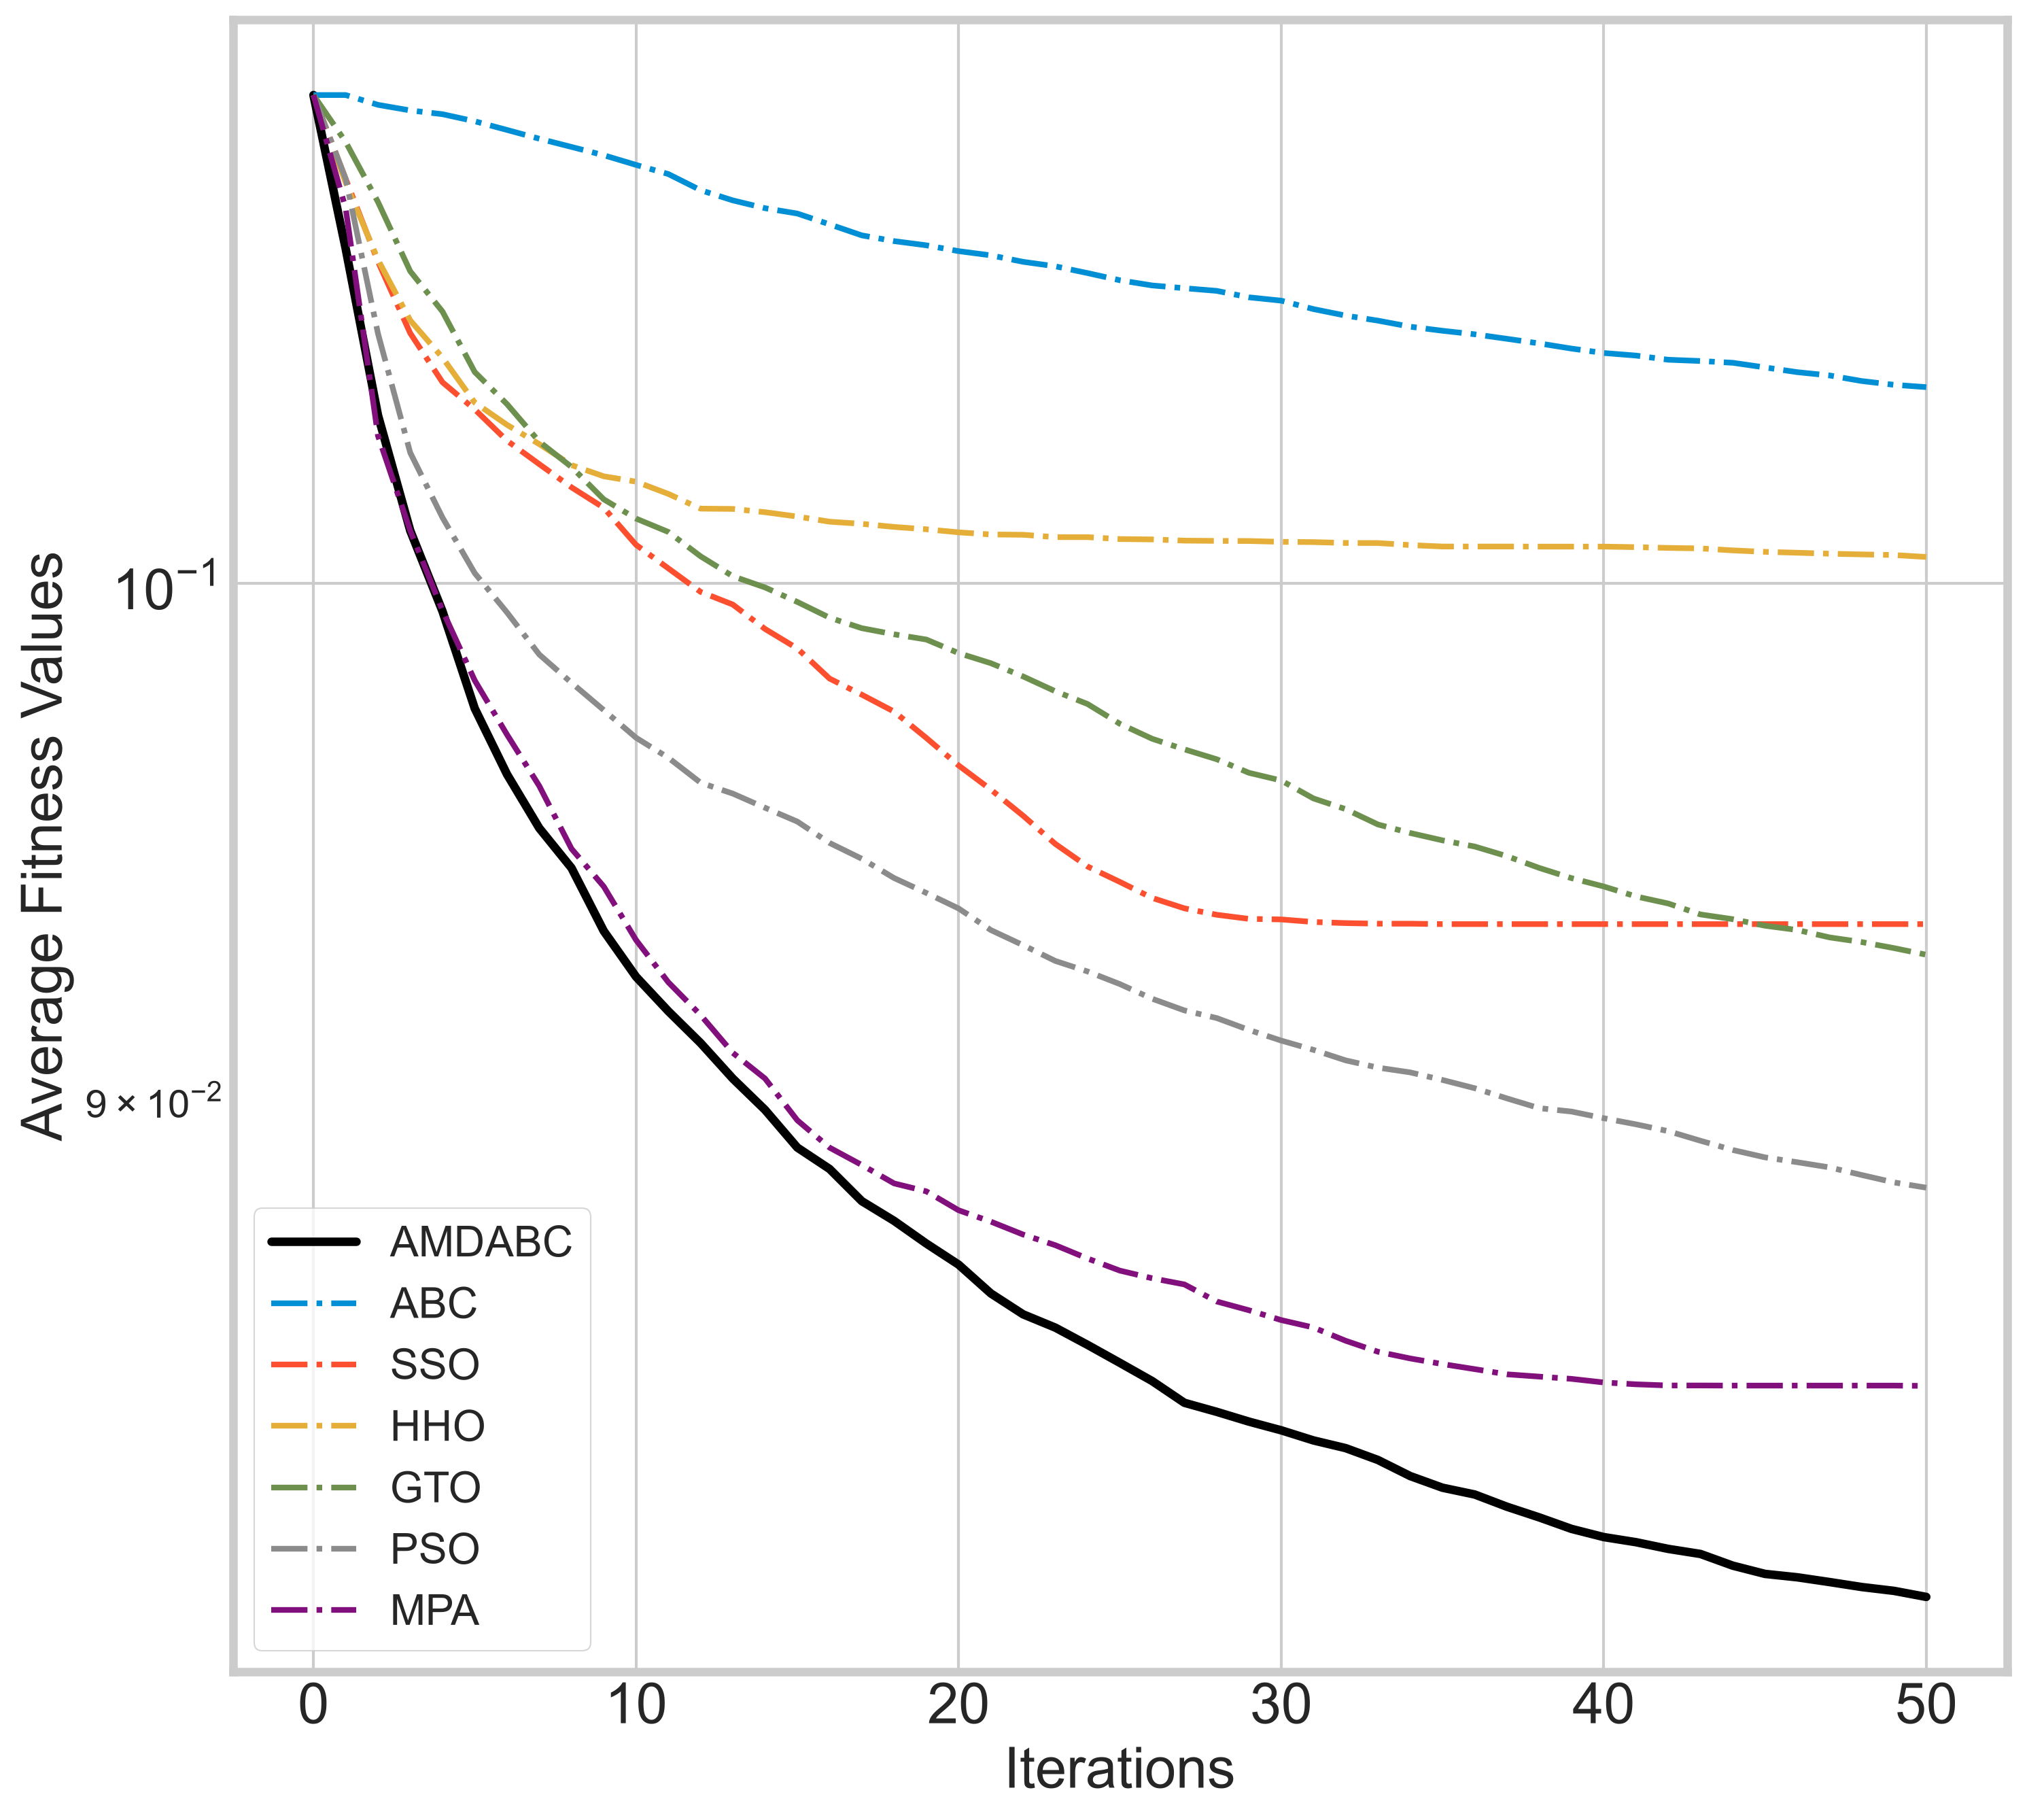 Average Fitness Values
10⁻¹
9 × 10⁻²
AMDABC
ABC
SSO
HHO
GTO
PSO
MPA
0 10 20 30 40 50
Iterations